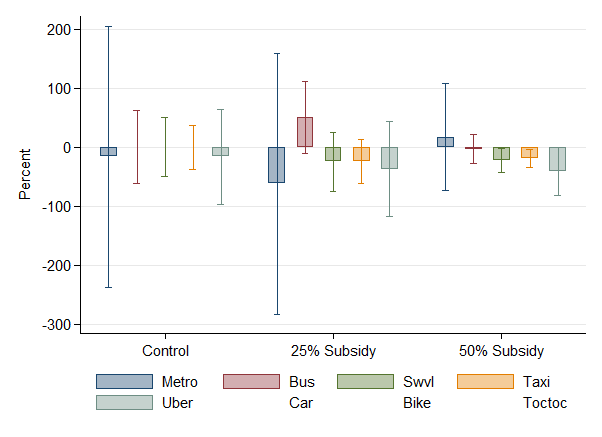 200
100
0
-100
-200
-300
Percent
Control 25% Subsidy 50% Subsidy
Metro Bus Swvl Taxi
Uber Car Bike Toctoc